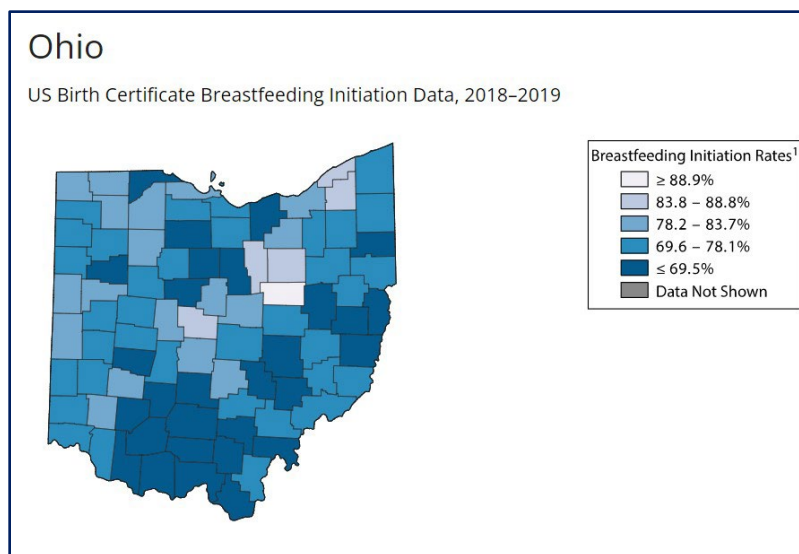 Ohio
US Birth Certificate Breastfeeding Initiation Data, 2018–2019
Breastfeeding Initiation Rates¹
≥ 88.9%
83.8 – 88.8%
78.2 – 83.7%
69.6 – 78.1%
≤ 69.5%
Data Not Shown